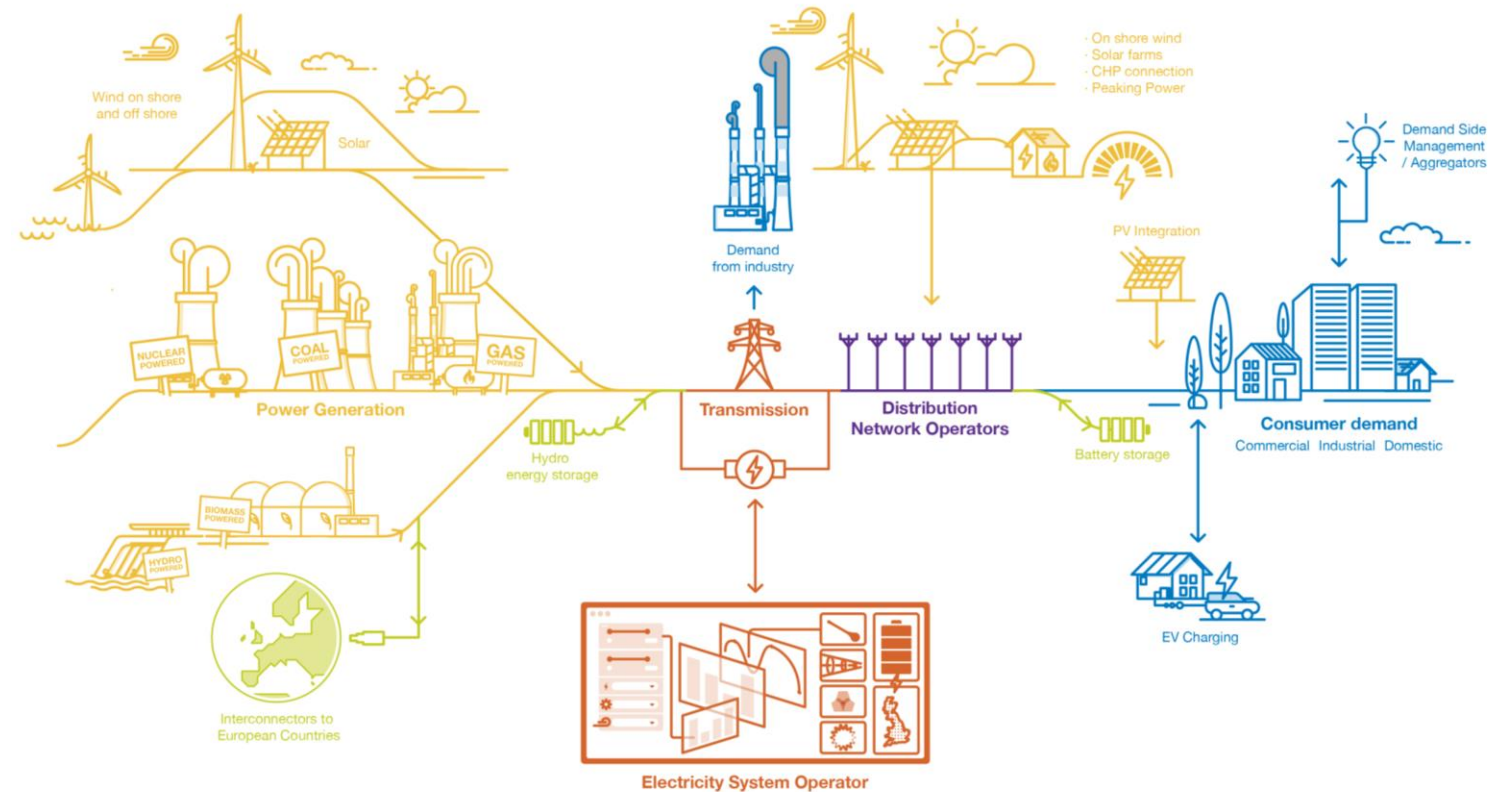 Wind on shore
and off shore
Solar
NUCLEAR
POWERED
COAL
POWERED
GAS
POWERED
Power Generation
BIOMASS
POWERED
HYDRO
POWERED
Interconnectors to
European Countries
Hydro
energy storage
Demand
from industry
Transmission
Electricity System Operator
· On shore wind
· Solar farms
· CHP connection
· Peaking Power
Distribution
Network Operators
PV Integration
Battery storage
Demand Side
Management
/ Aggregators
Consumer demand
Commercial Industrial Domestic
EV Charging